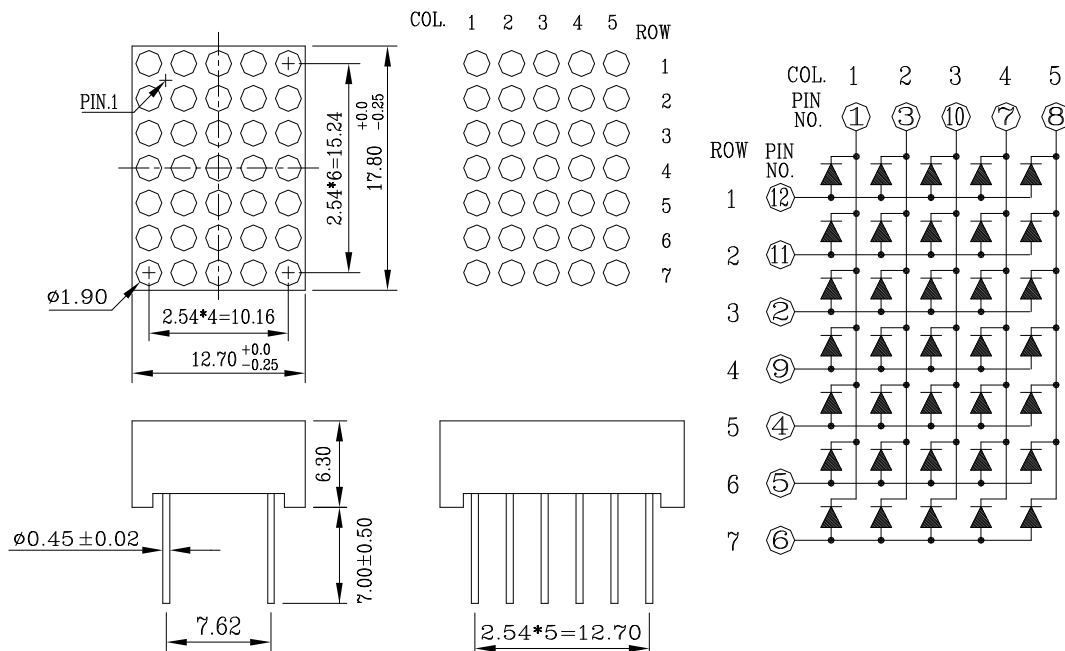 COL. 1 2 3 4 5
ROW
1
2
3
4
5
6
7
PIN.1
2.54*6=15.24
17.80 +0.0 -0.25
ø1.90
2.54*4=10.16
12.70 +0.0 -0.25
6.30
ø0.45±0.02
7.00±0.50
7.62
2.54*5=12.70
COL. 1 2 3 4 5
PIN NO. 1 3 10 7 8
ROW PIN NO.
1 12
2 11
3 2
4 9
5 4
6 5
7 6